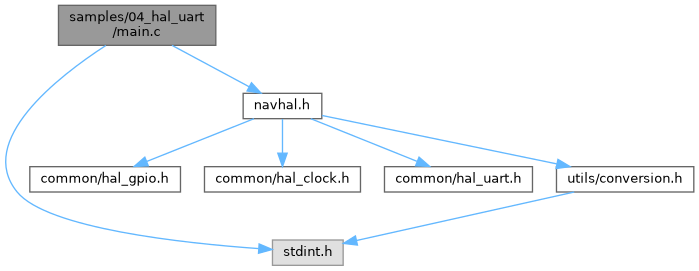 samples/04_hal_uart
/main.c
navhal.h
common/hal_gpio.h
common/hal_clock.h
common/hal_uart.h
utils/conversion.h
stdint.h